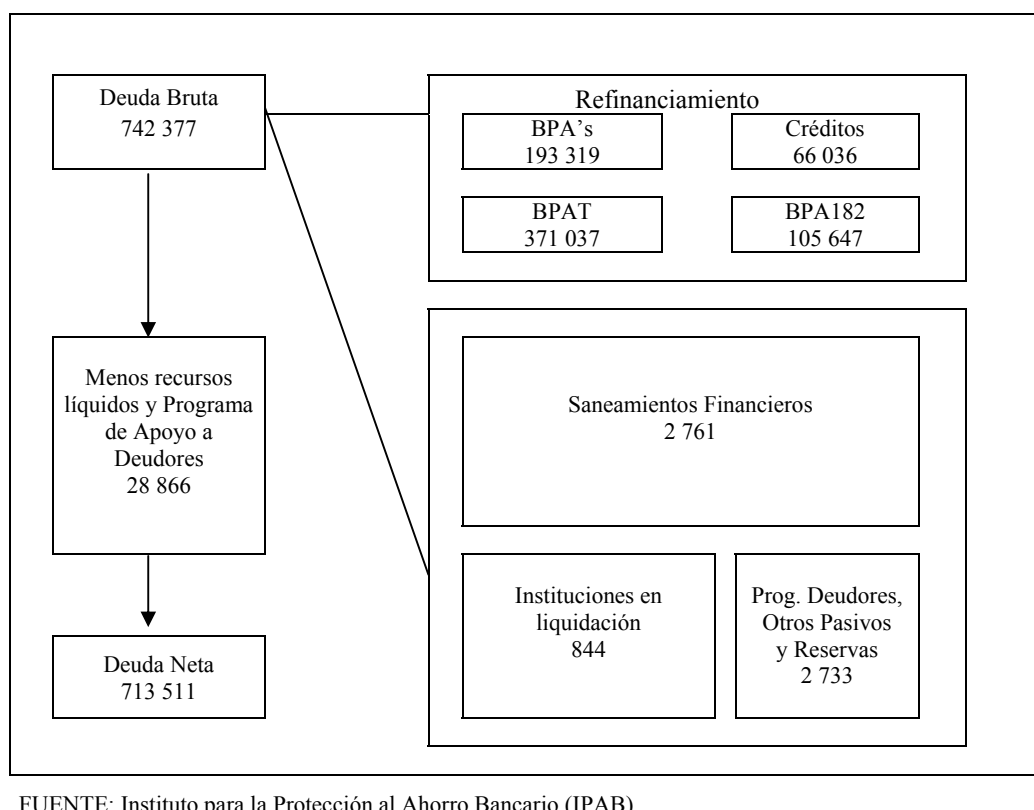 Deuda Bruta
742 377
Refinanciamiento
BPA's
193 319
Créditos
66 036
BPAT
371 037
BPA182
105 647
Menos recursos
líquidos y Programa
de Apoyo a
Deudores
28 866
Saneamientos Financieros
2 761
Instituciones en
liquidación
844
Prog. Deudores,
Otros Pasivos
y Reservas
2 733
Deuda Neta
713 511
FUENTE: Instituto para la Protección al Ahorro Bancario (IPAB)